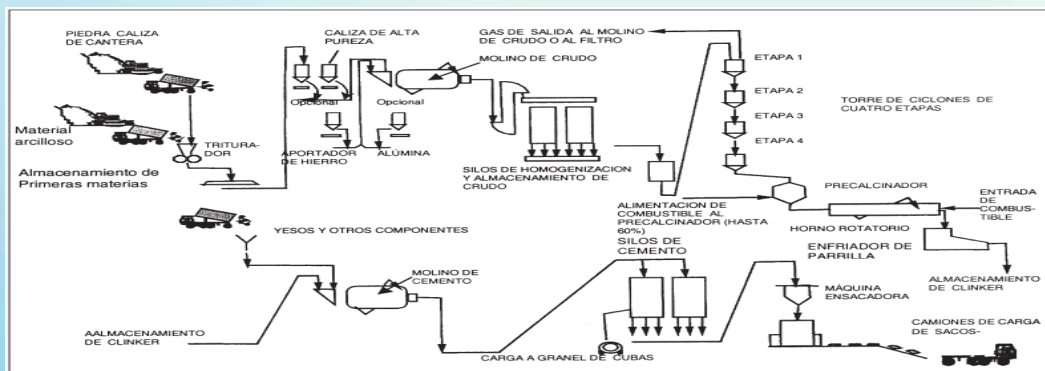 PIEDRA CALIZA
DE CANTERA
CALIZA DE ALTA
PUREZA
GAS DE SALIDA AL MOLINO
DE CRUDO O AL FILTRO
MOLINO DE CRUDO
ETAPA 1
ETAPA 2
ETAPA 3
ETAPA 4
TORRE DE CICLONES DE
CUATRO ETAPAS
Opcional
Opcional
Material
arcilloso
TRITURA-
DOR
APORTADOR
DE HIERRO
ALÚMINA
Almacenamiento de
Primeras materias
SILOS DE HOMOGENIZACION
Y ALMACENAMIENTO DE
CRUDO
PRECALCINADOR
ENTRADA
DE
COMBUS-
TIBLE
ALIMENTACION DE
COMBUSTIBLE AL
PRECALCINADOR (HASTA
60%)
HORNO ROTATORIO
YESOS Y OTROS COMPONENTES
SILOS DE
CEMENTO
ENFRIADOR DE
PARRILLA
MOLINO DE
CEMENTO
MÁQUINA
ENSACADORA
ALMACENAMIENTO
DE CLINKER
AALMACENAMIENTO
DE CLINKER
CARGA A GRANEL DE CUBAS
CAMIONES DE CARGA
DE SACOS-